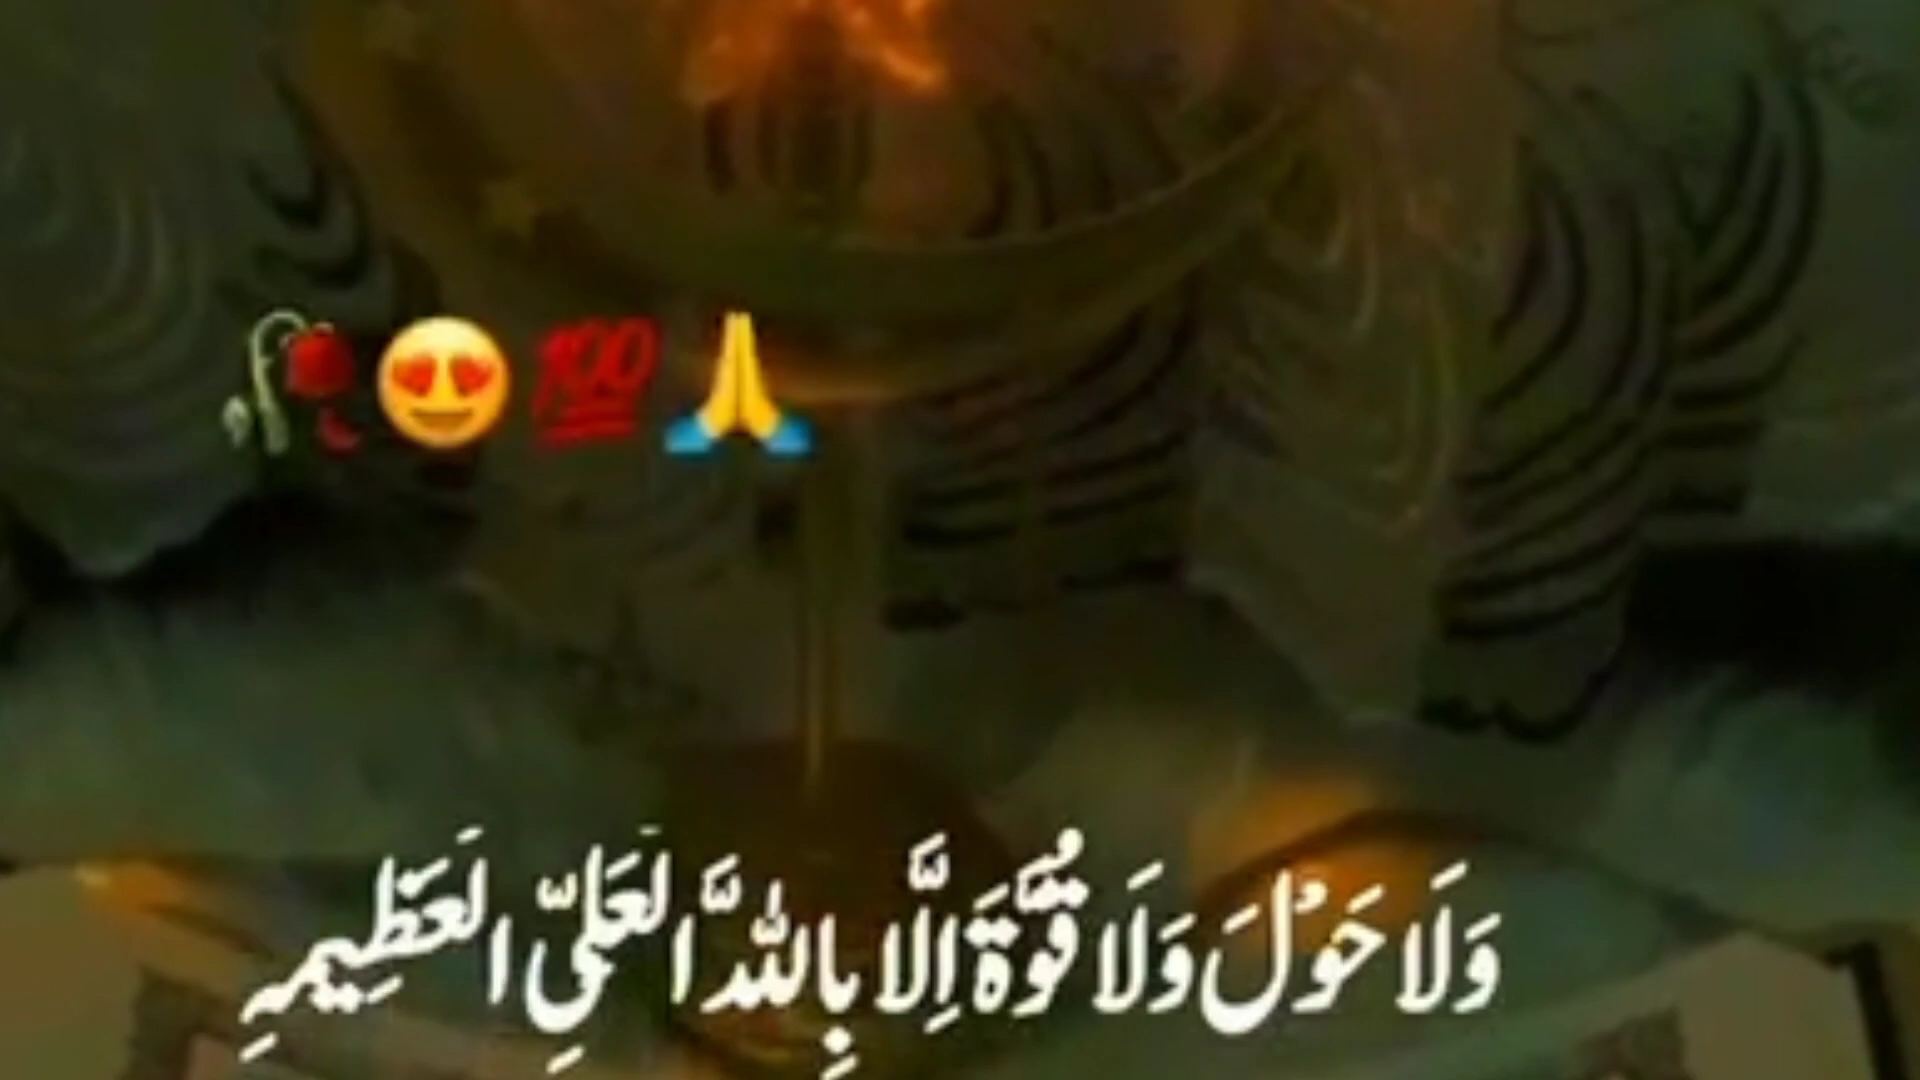 🥀😍💯🙏
وَلَا حَوْلَ وَلَا قُوَّةَ اِلَّا بِاللّٰہِ الْعَلِیِّ الْعَظِیْمِ